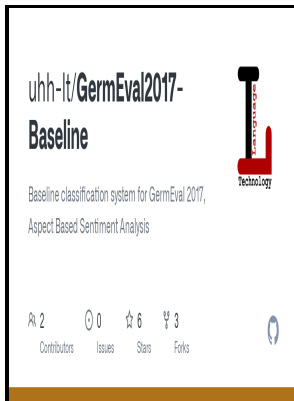 uhh-lt/GermEval2017-
Baseline
Language
Technology
Baseline classification system for GermEval 2017,
Aspect Based Sentiment Analysis
2
Contributors
0
Issues
6
Stars
3
Forks